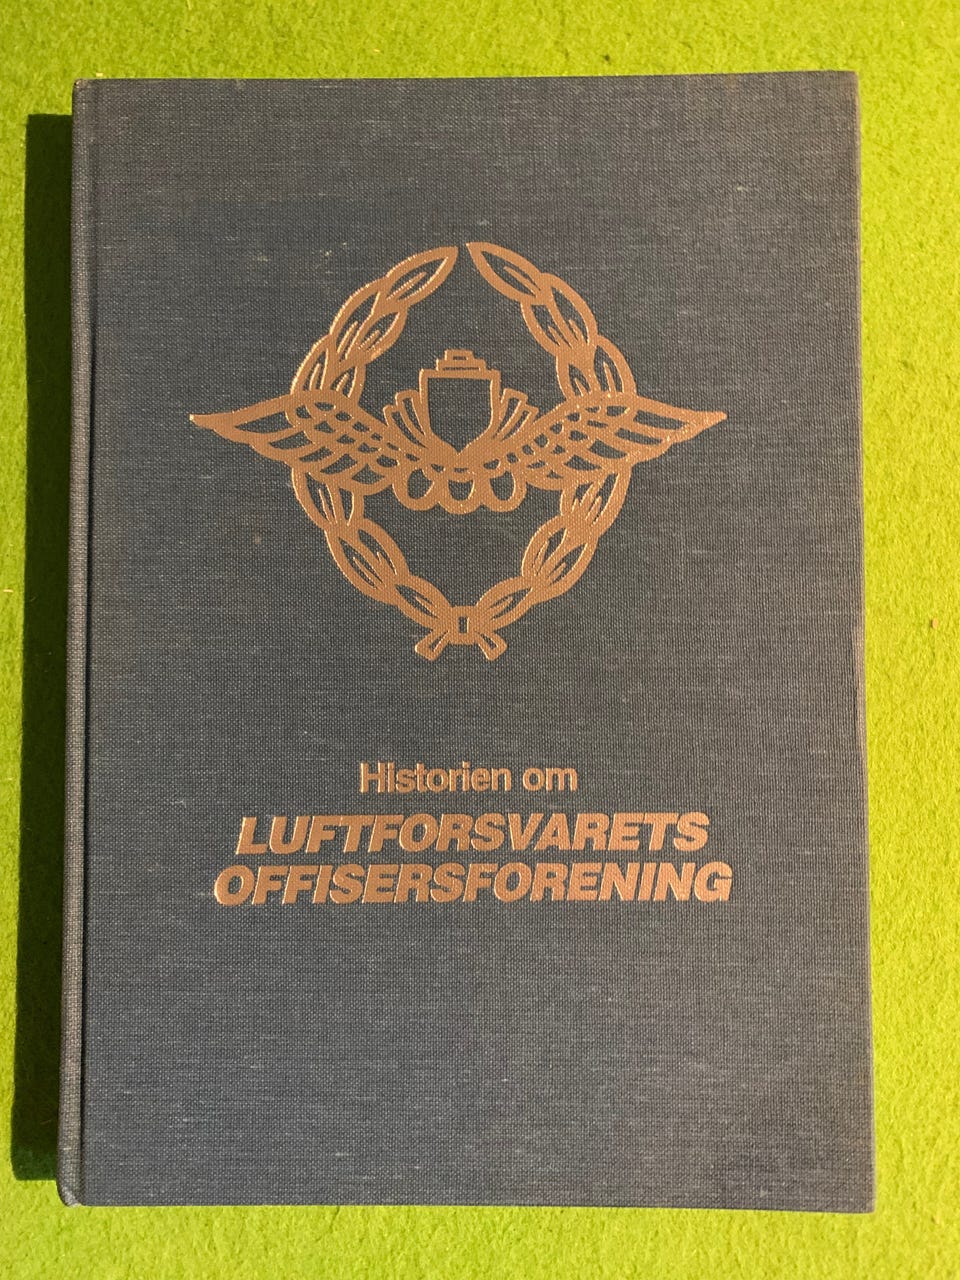 Historien om
LUFTFORSVARETS
OFFISERSFORENING